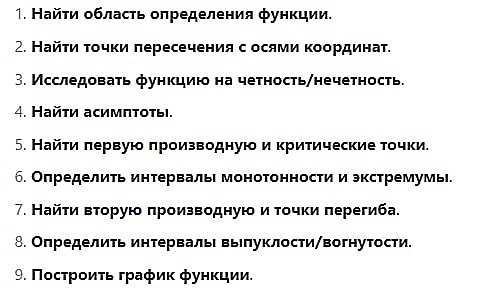 1. Найти область определения функции.
2. Найти точки пересечения с осями координат.
3. Исследовать функцию на четность/нечетность.
4. Найти асимптоты.
5. Найти первую производную и критические точки.
6. Определить интервалы монотонности и экстремумы.
7. Найти вторую производную и точки перегиба.
8. Определить интервалы выпуклости/вогнутости.
9. Построить график функции.